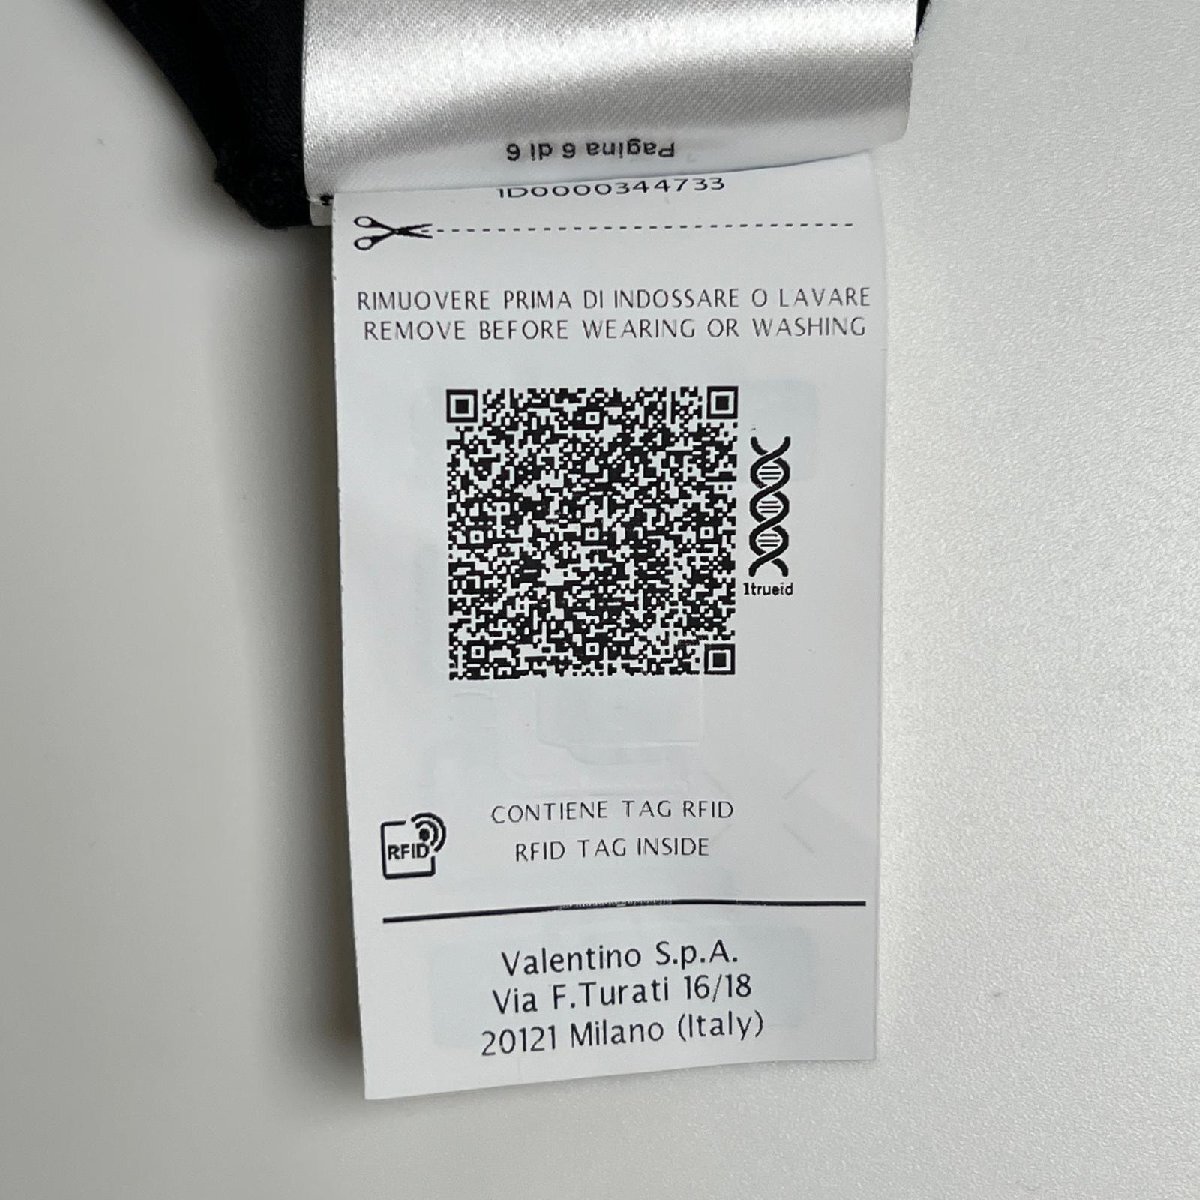 Pagina 6 di 6
1D0000344733
RIMUOVERE PRIMA DI INDOSSARE O LAVARE
REMOVE BEFORE WEARING OR WASHING
1trueid
CONTIENE TAG RFID
RFID
RFID TAG INSIDE
Valentino S.p.A.
Via F.Turati 16/18
20121 Milano (Italy)